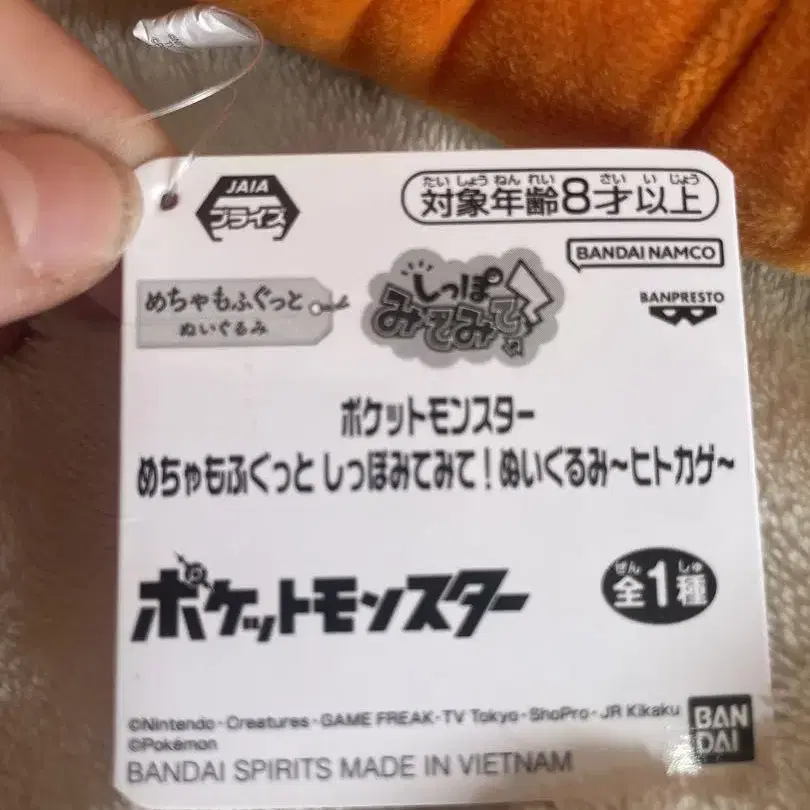 JAIA
プライズ
たいしょうねんれい さい いじょう
対象年齢8才以上
BANDAI NAMCO
BANPRESTO
めちゃもふぐっと
ぬいぐるみ
しっぽ
みてみて!
ポケットモンスター
めちゃもふぐっと しっぽみてみて!ぬいぐるみ~ヒトカゲ~
ポケットモンスター
ぜん しゅ
全1種
©Nintendo・Creatures・GAME FREAK・TV Tokyo・ShoPro・JR Kikaku
©Pokémon
BAN
DAI
BANDAI SPIRITS MADE IN VIETNAM